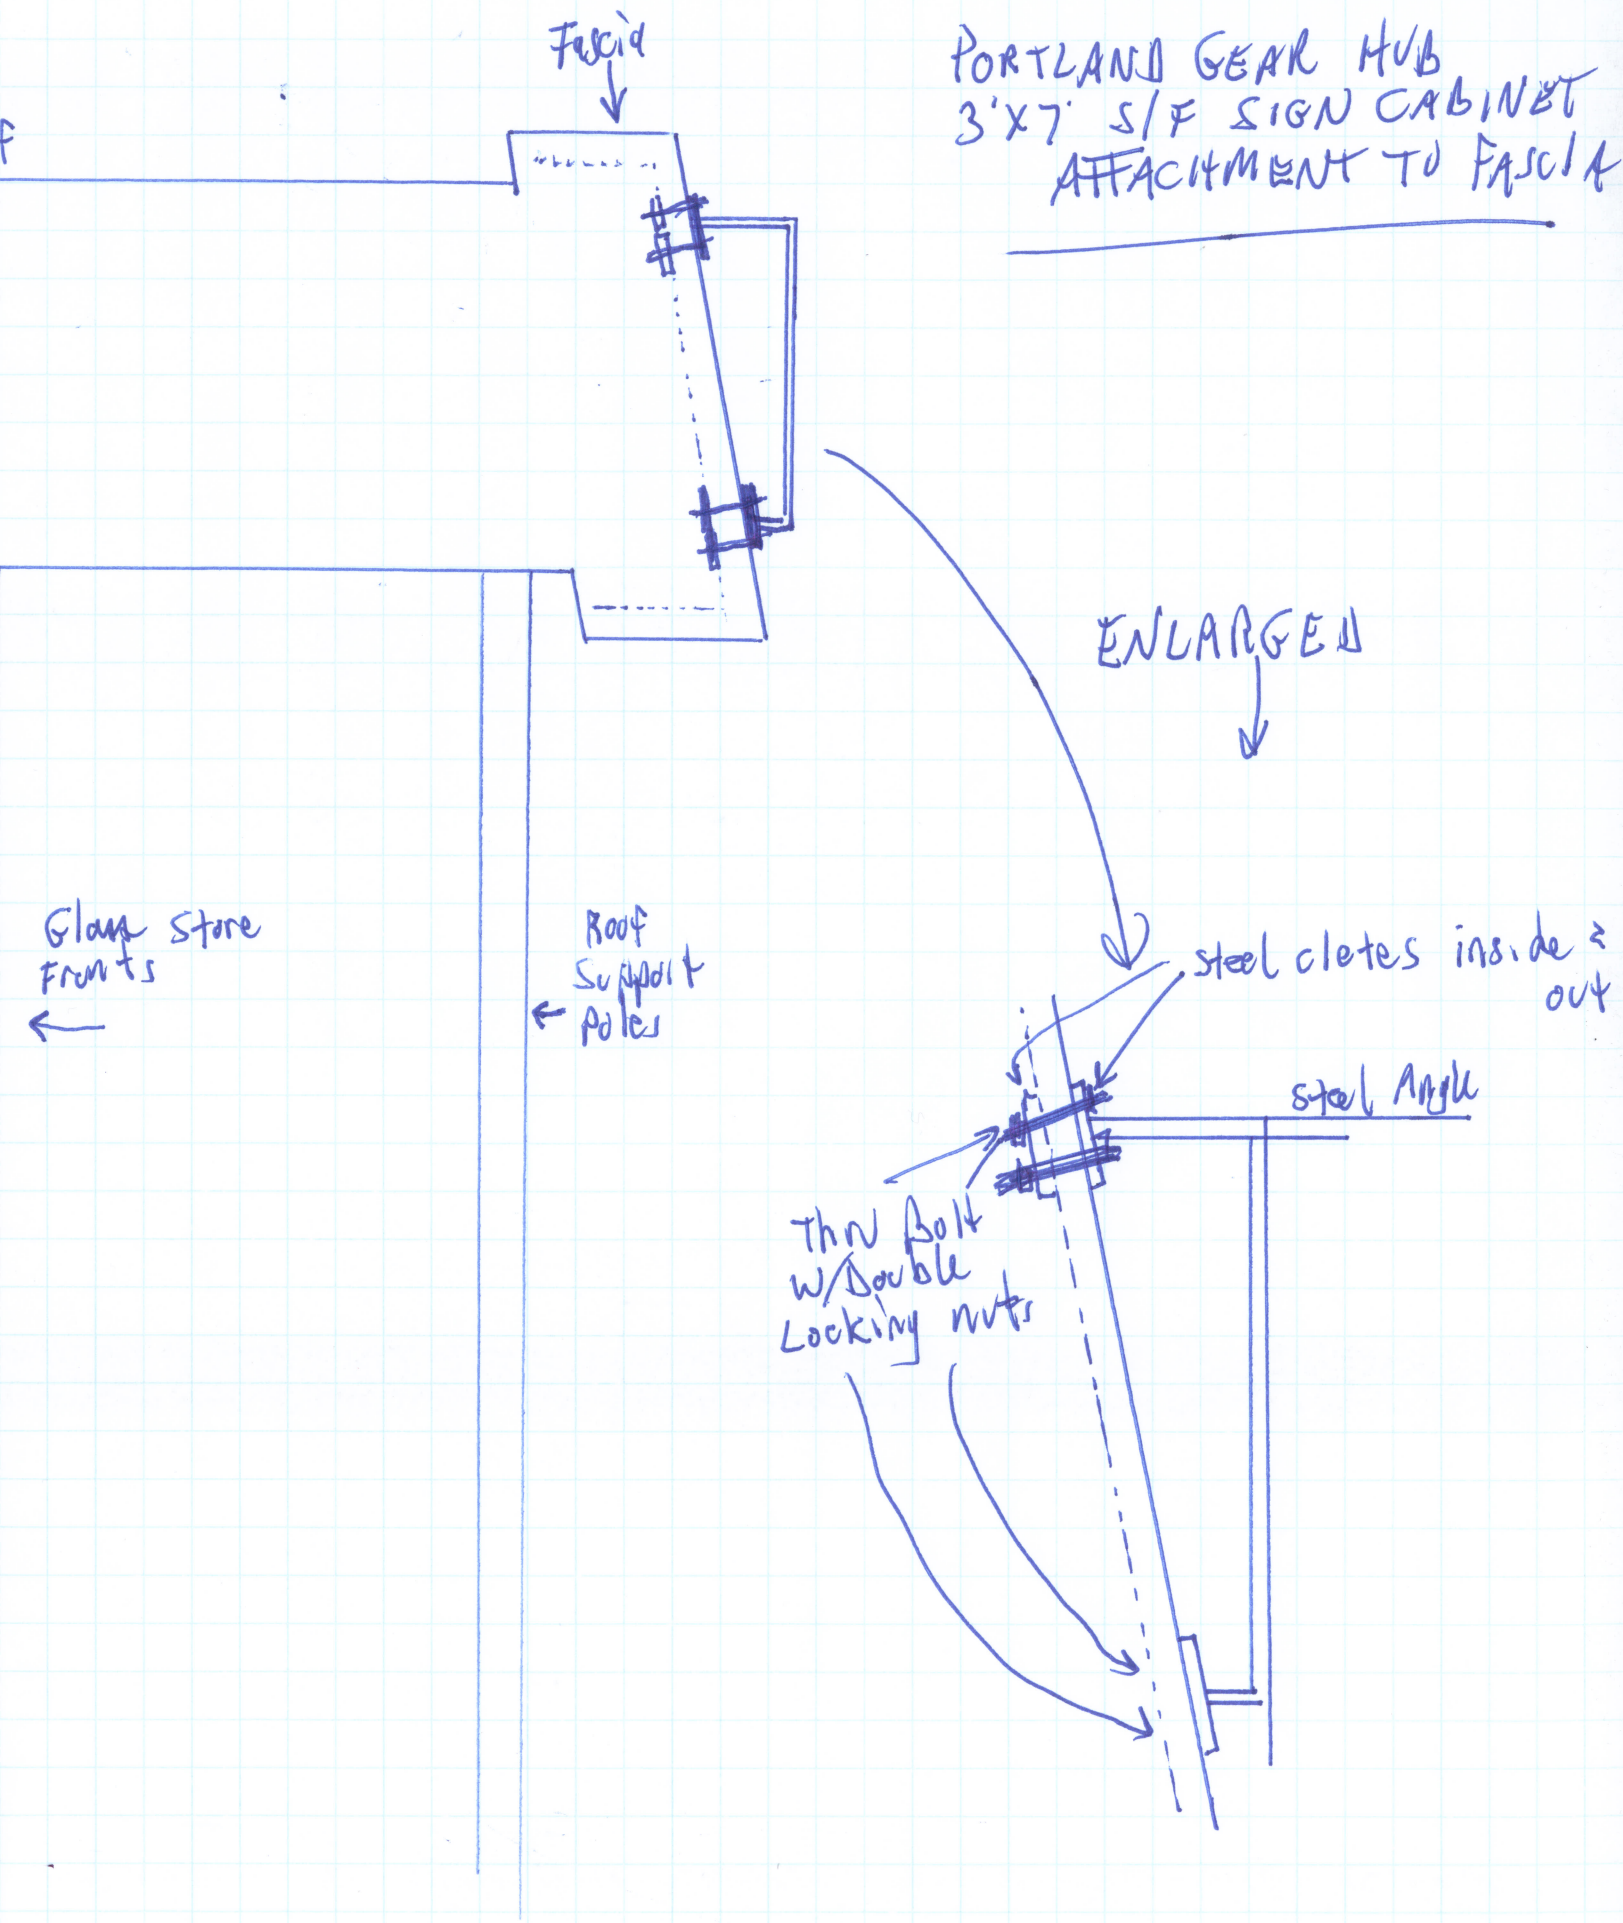 Fascia
PORTLAND GEAR HUB
3'X7' S/F SIGN CABINET
ATTACHMENT TO FASCIA
f
ENLARGED
Glass Store
Fronts
Roof
Support
Poles
steel cletes inside &
out
Steel Angle
Thru Bolt
W/Double
Locking nuts